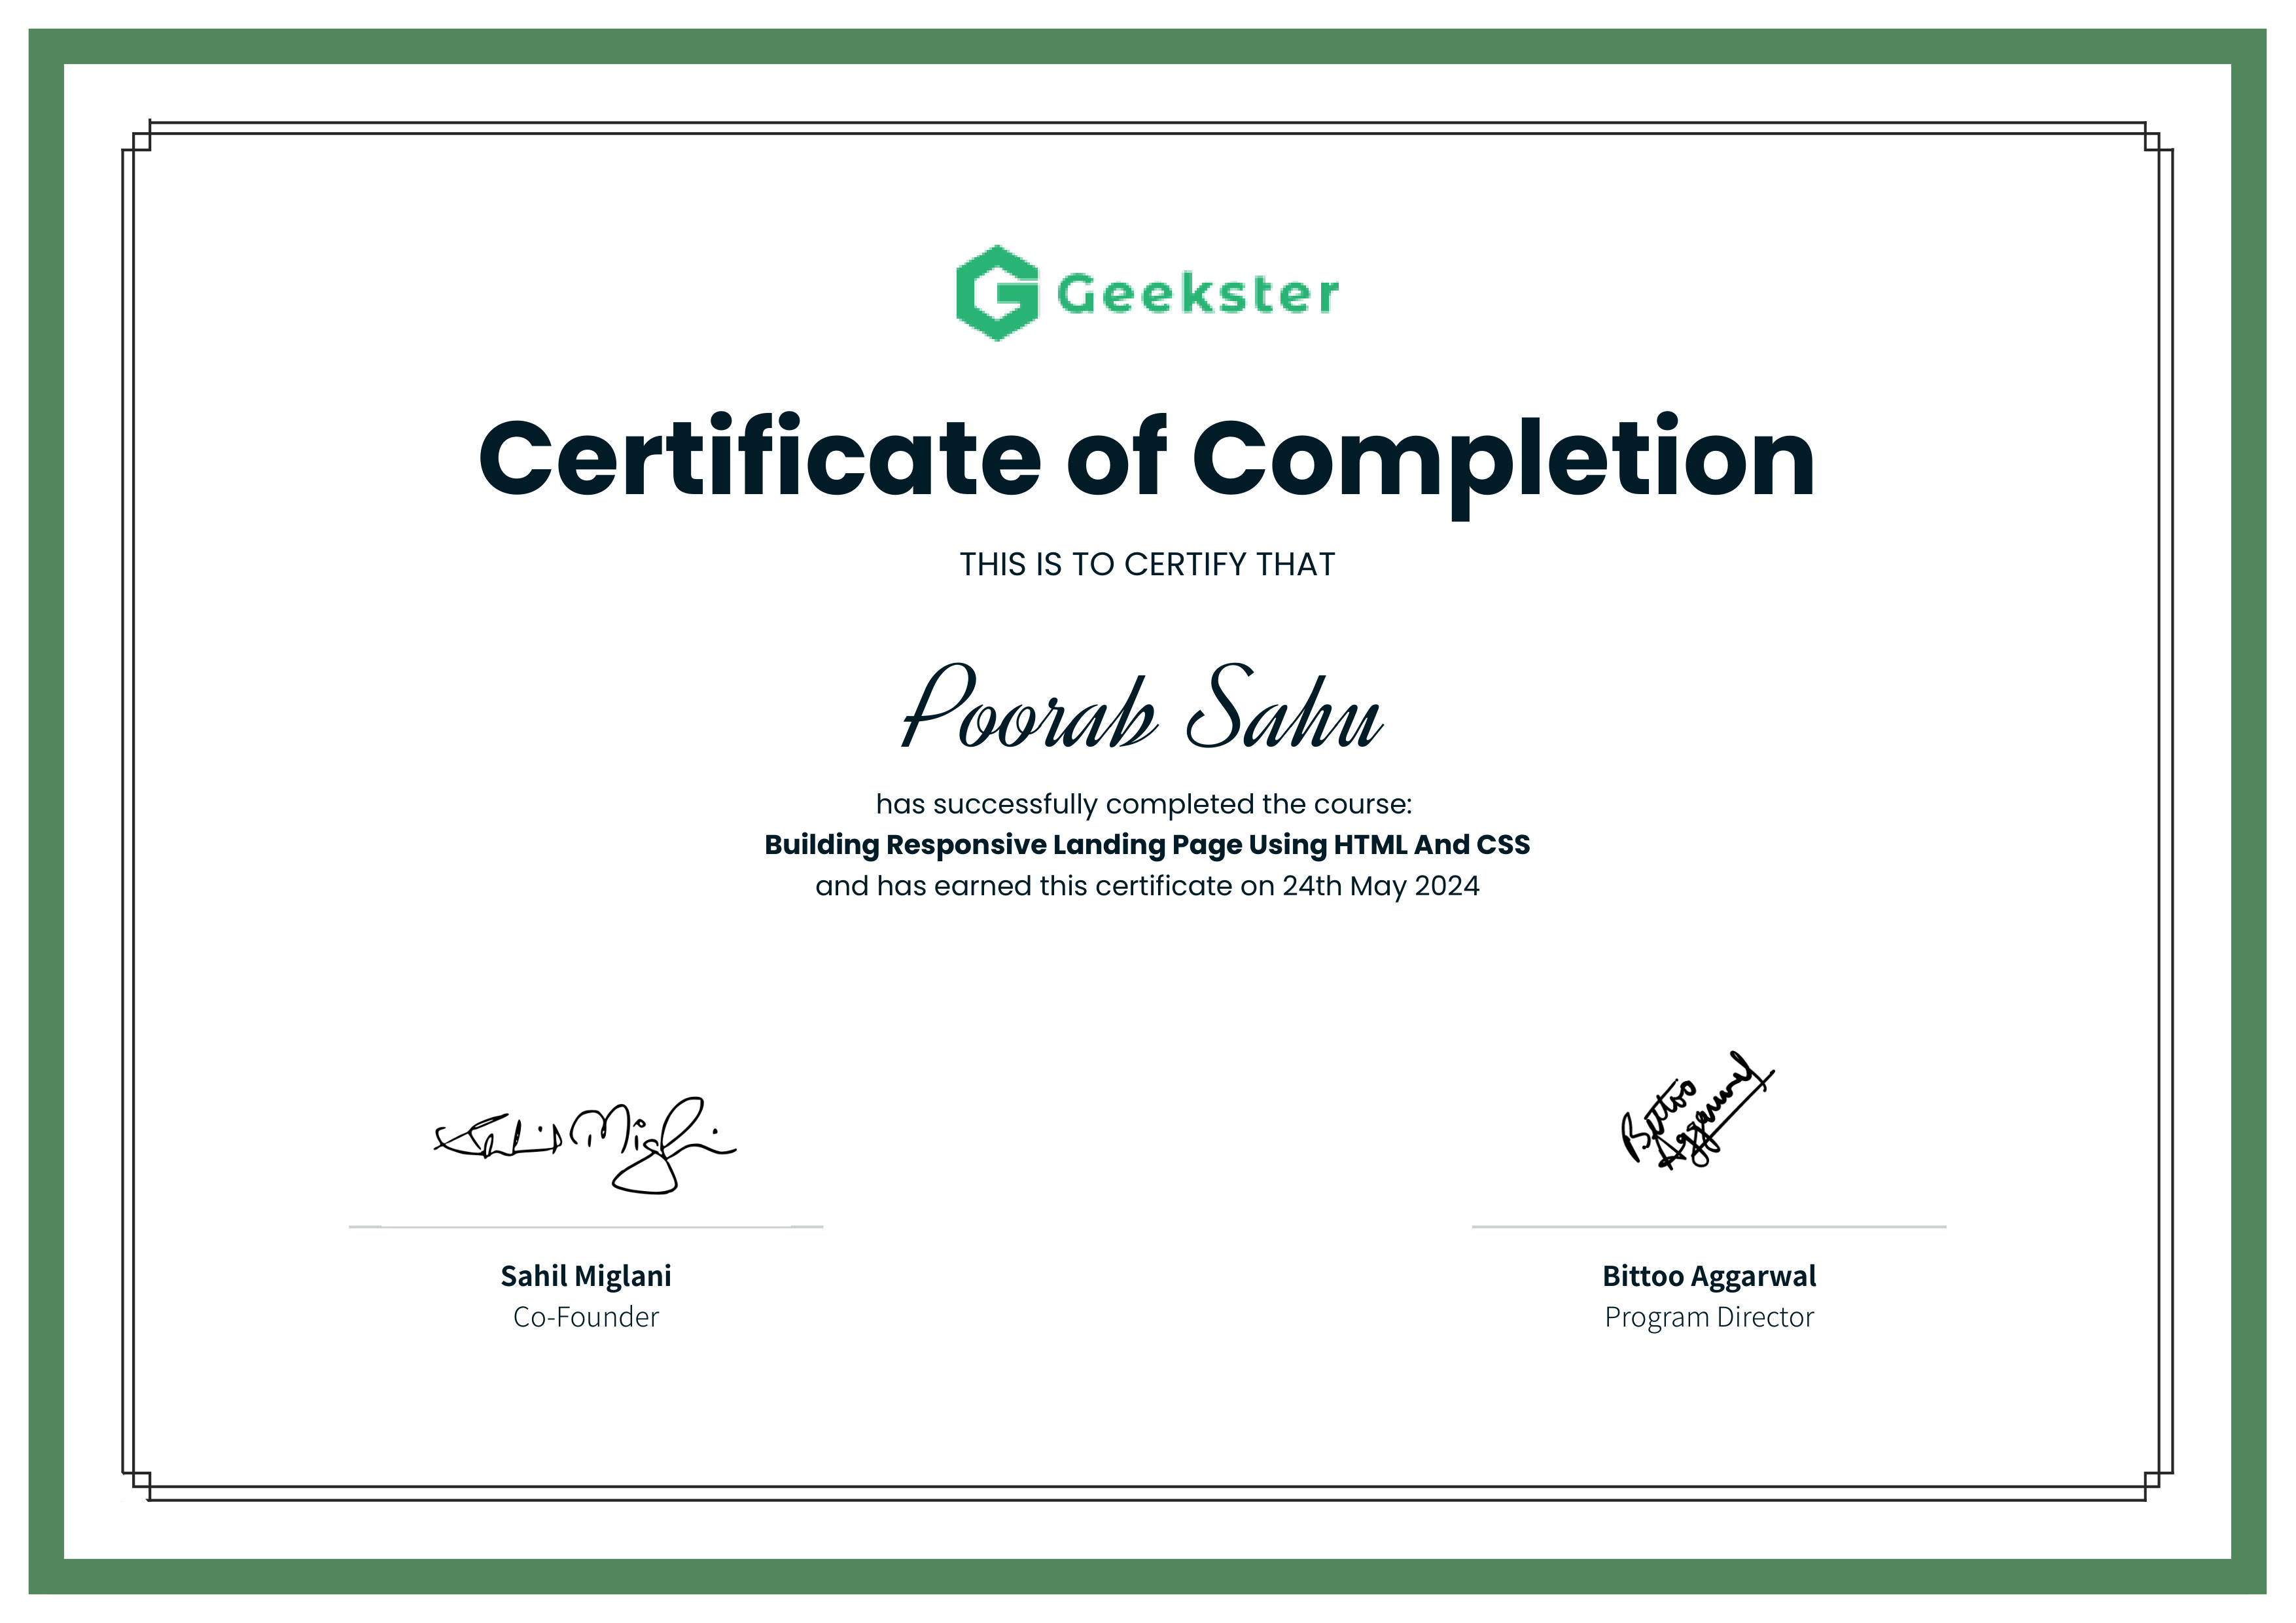 Geekster
Certificate of Completion
THIS IS TO CERTIFY THAT
Poorab Sahu
has successfully completed the course:
Building Responsive Landing Page Using HTML And CSS
and has earned this certificate on 24th May 2024
Sahil Miglani
Bittoo
Aggarwal
Sahil Miglani
Co-Founder
Bittoo Aggarwal
Program Director